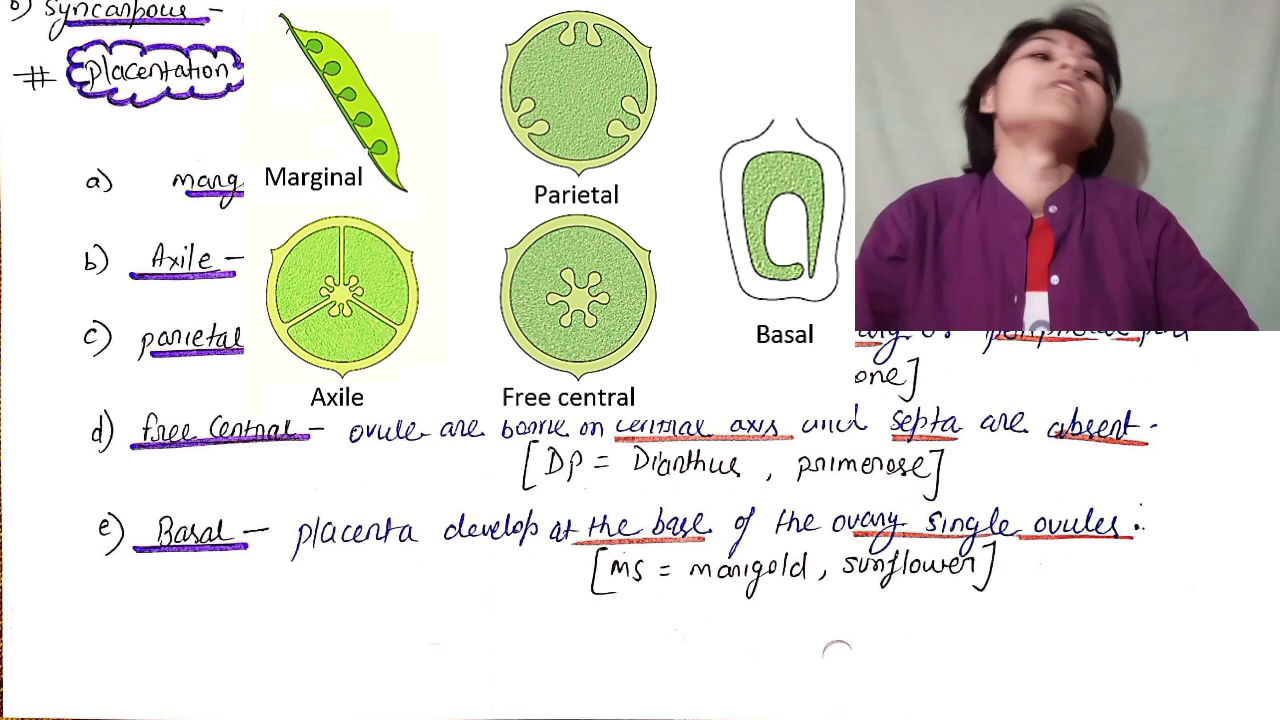 b) Syncarpous -
# placentation
Marginal
Parietal
a) marg
b) Axile -
Basal
c) parietal
one]
Axile
Free central
d) free central - ovule are borne on central axis and septa are absent.
[DP = Dianthus, primerose]
e) Basal - placenta develop at the base of the ovary single ovules.
[MS = marigold, sunflower]